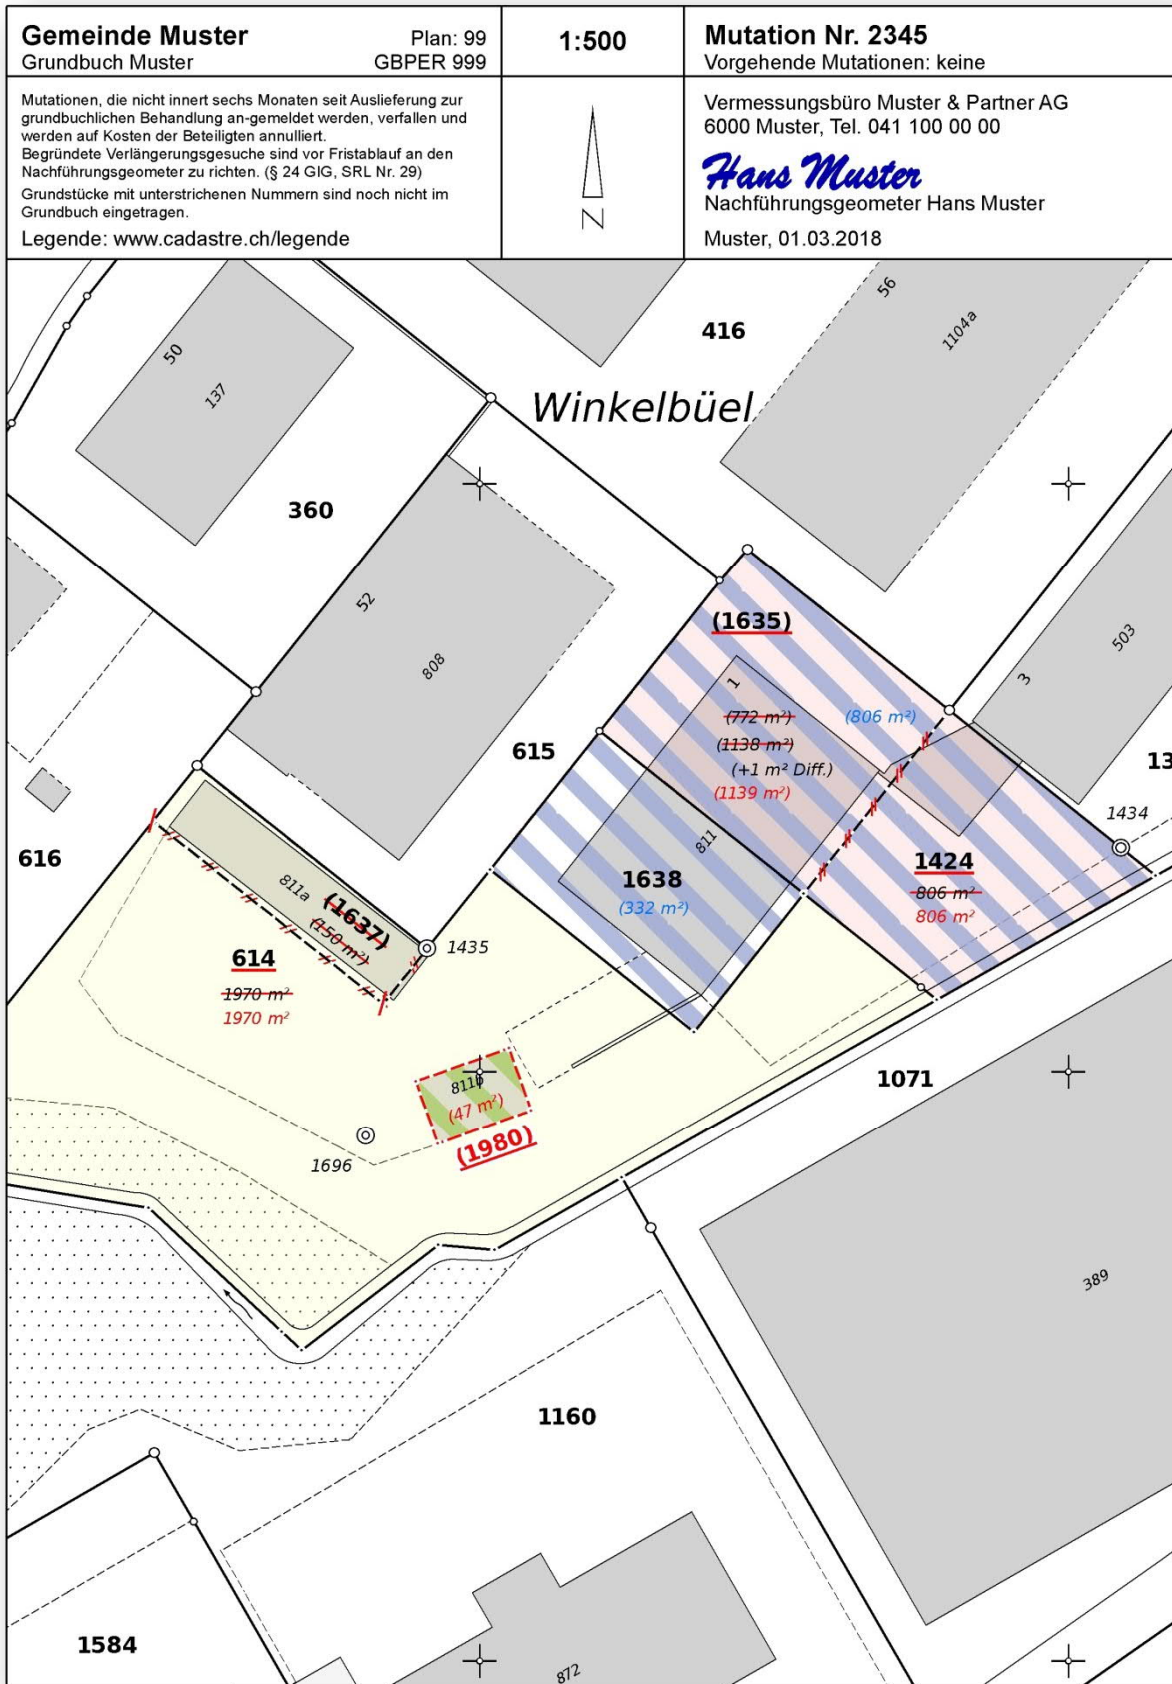 Gemeinde Muster
Plan: 99
Grundbuch Muster
GBPER 999
1:500
Mutation Nr. 2345
Vorgehende Mutationen: keine
Mutationen, die nicht innert sechs Monaten seit Auslieferung zur
grundbuchlichen Behandlung an-gemeldet werden, verfallen und
werden auf Kosten der Beteiligten annulliert.
Begründete Verlängerungsgesuche sind vor Fristablauf an den
Nachführungsgeometer zu richten. (§ 24 GIG, SRL Nr. 29)
Grundstücke mit unterstrichenen Nummern sind noch nicht im
Grundbuch eingetragen.
Legende: www.cadastre.ch/legende
N
Vermessungsbüro Muster & Partner AG
6000 Muster, Tel. 041 100 00 00
Hans Muster
Nachführungsgeometer Hans Muster
Muster, 01.03.2018
56
416
1104a
50
137
Winkelbüel
360
52
808
(1635)
503
3
1
(772 m²)
(806 m²)
(1138 m²)
(+1 m² Diff.)
(1139 m²)
615
13
1434
811
616
1424
806 m²
806 m²
1638
(332 m²)
811a
(1637)
(150 m²)
1435
614
1970 m²
1970 m²
1071
811b
(47 m²)
(1980)
1696
389
1160
1584
872